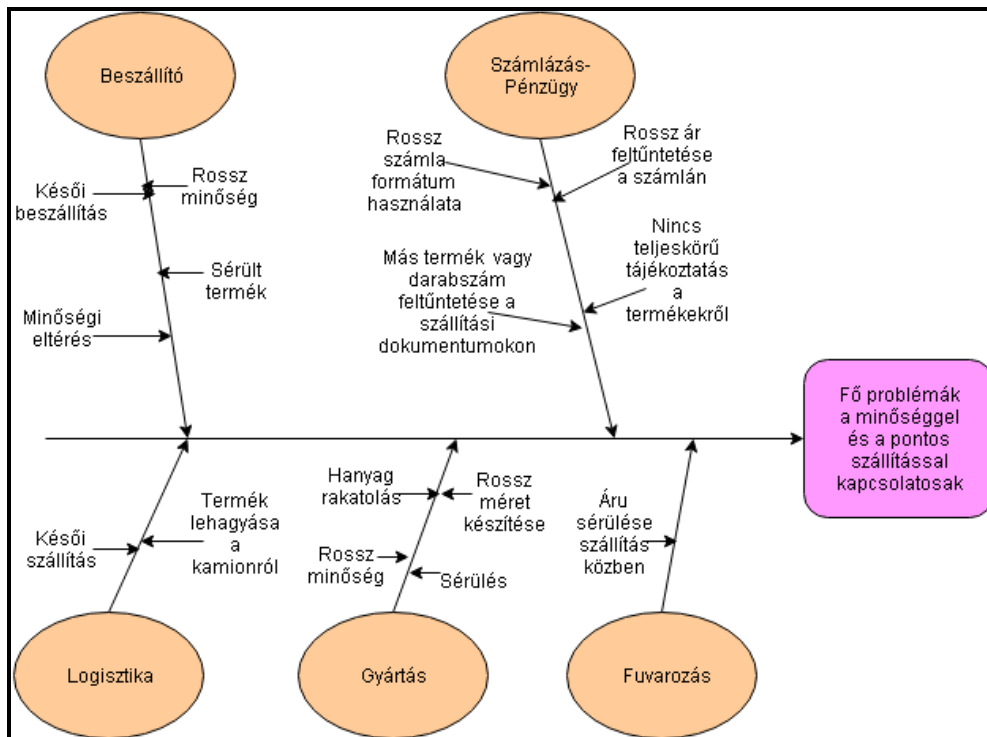 Beszállító
Számlázás-
Pénzügy
Rossz
minőség
Késői
beszállítás
Sérült
termék
Minőségi
eltérés
Rossz
számla
formátum
használata
Rossz ár
feltűntetése
a számlán
Más termék vagy
darabszám
feltűntetése a
szállítási
dokumentumokon
Nincs
teljeskörű
tájékoztatás
a
termékekről
Fő problémák
a minőséggel
és a pontos
szállítással
kapcsolatosak
Késői
szállítás
Termék
lehagyása
a
kamionról
Hanyag
rakatolás
Rossz
méret
készítése
Rossz
minőség
Sérülés
Áru
sérülése
szállítás
közben
Logisztika
Gyártás
Fuvarozás